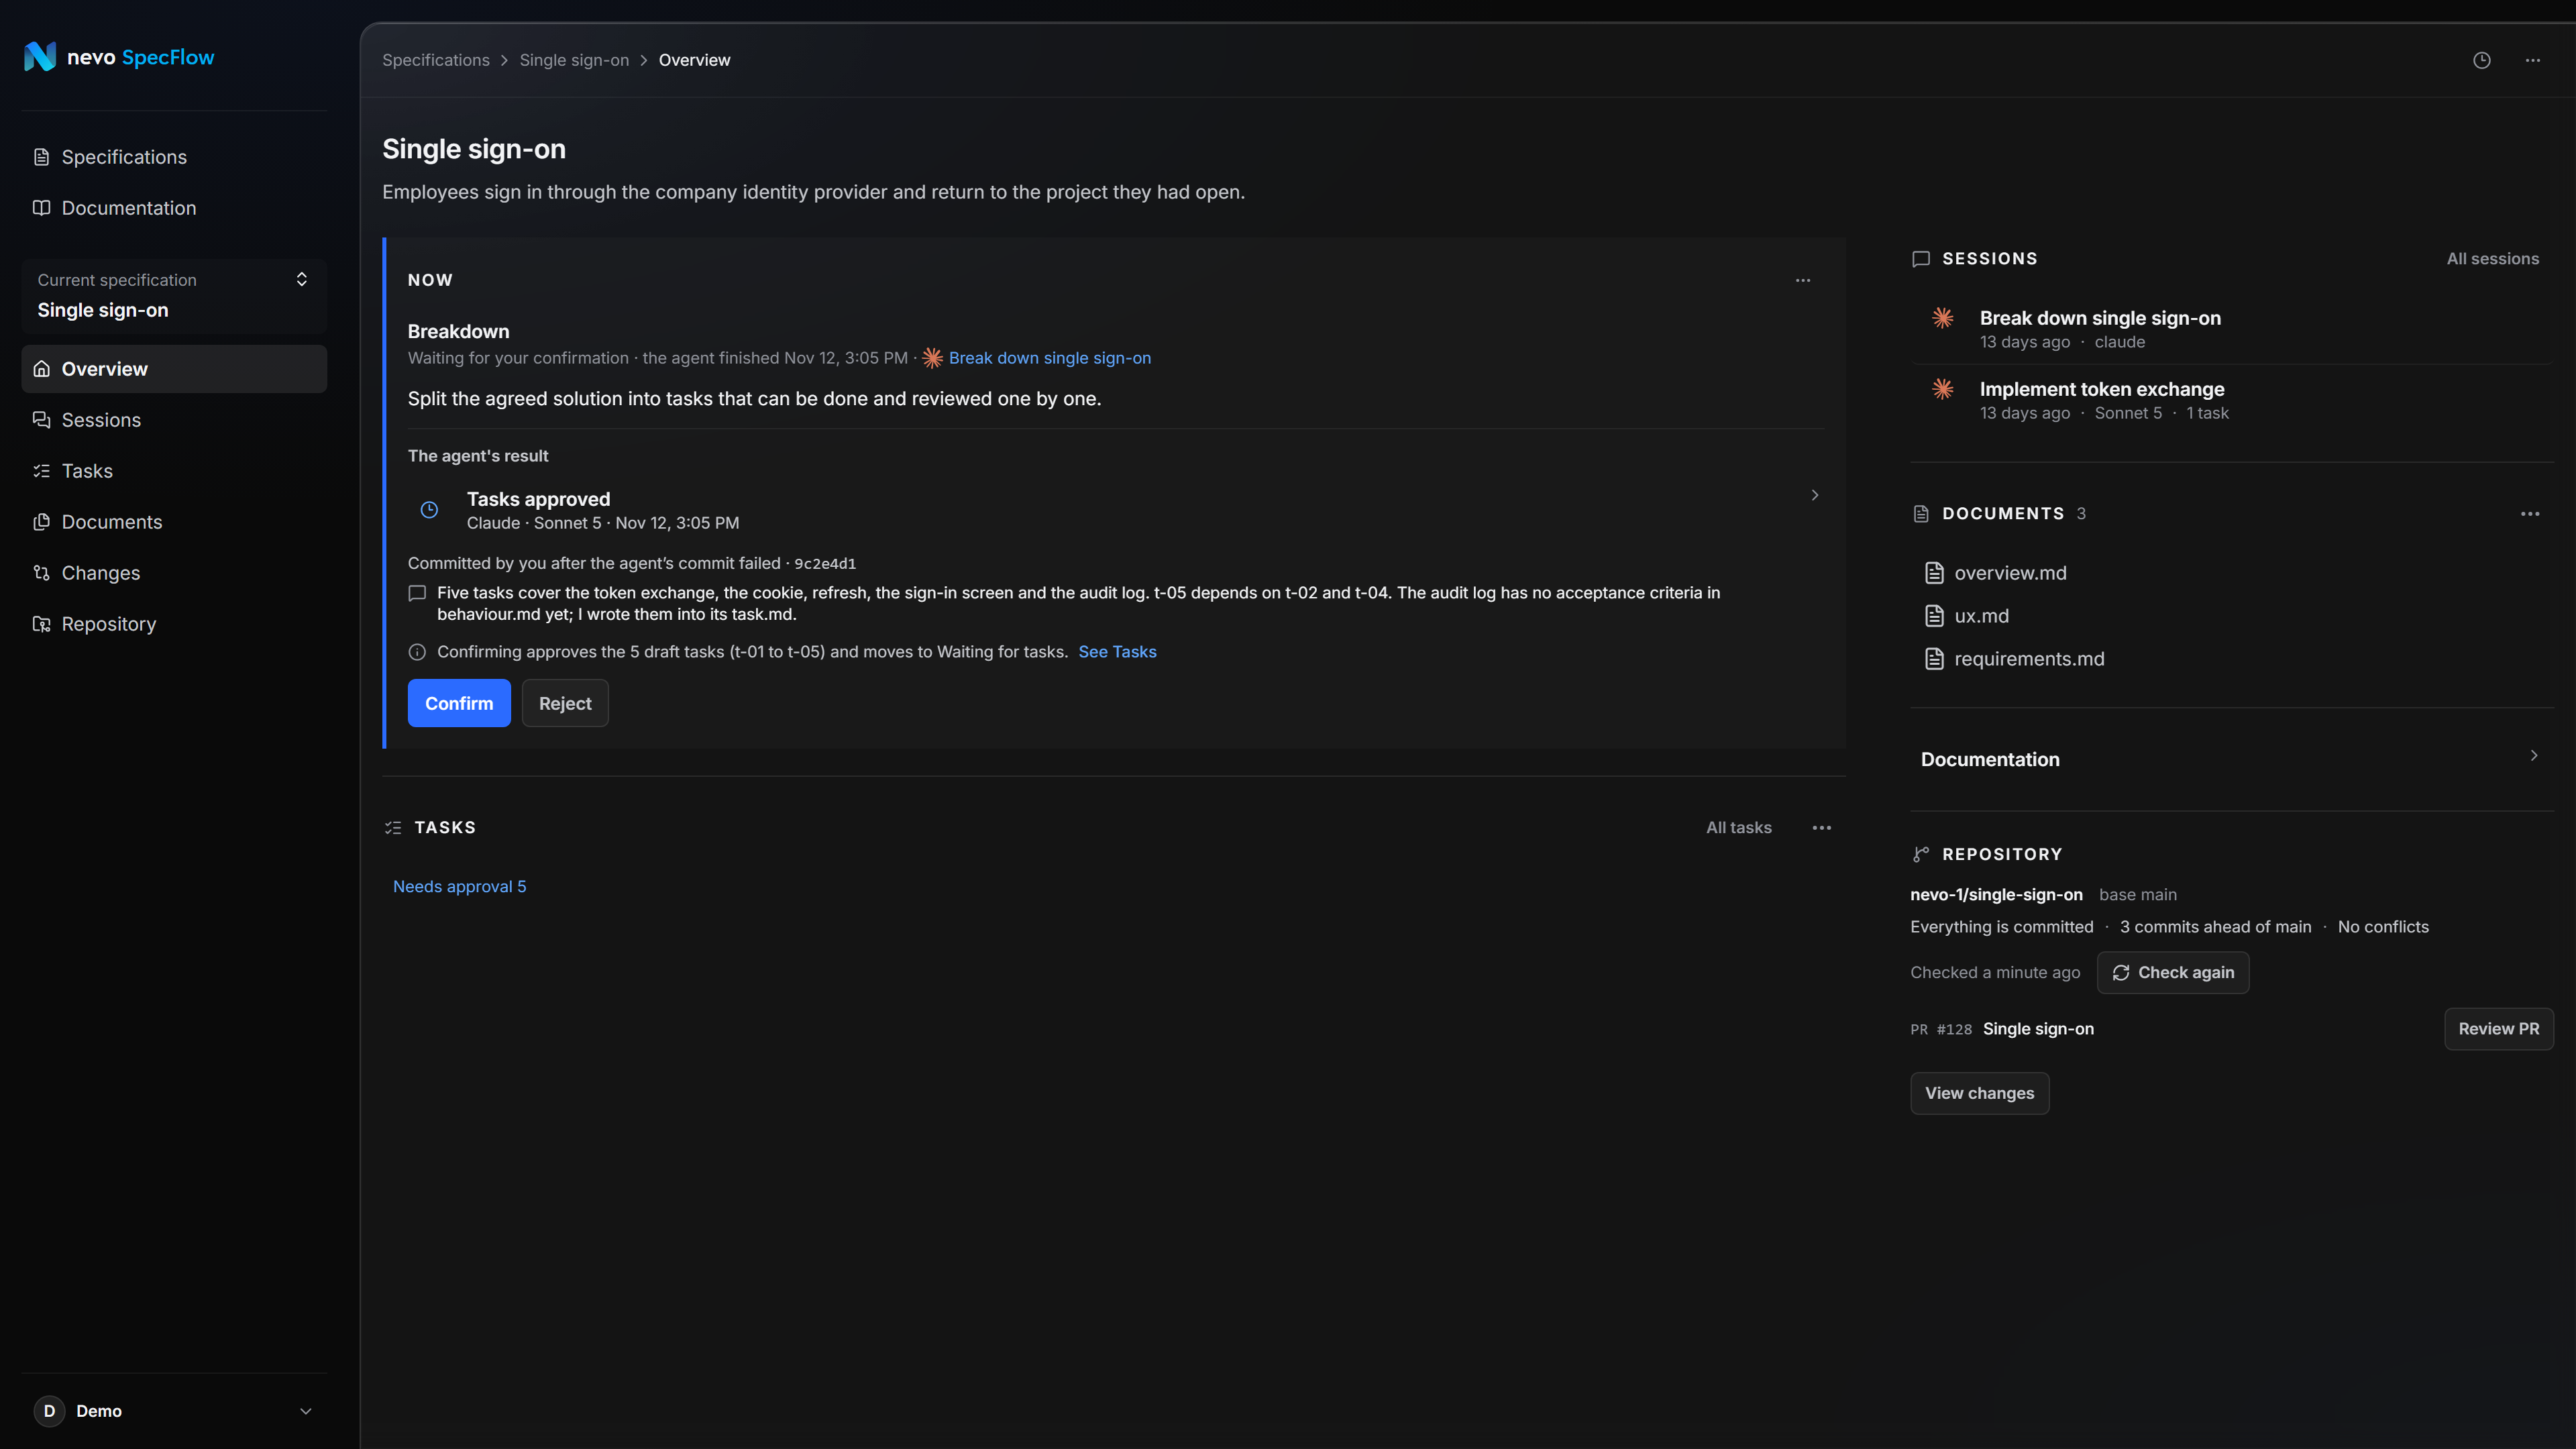 nevo SpecFlow
Specifications
Documentation
Current specification
Single sign-on
Overview
Sessions
Tasks
Documents
Changes
Repository
D Demo
Specifications > Single sign-on > Overview
Single sign-on
Employees sign in through the company identity provider and return to the project they had open.
NOW
Breakdown
Waiting for your confirmation · the agent finished Nov 12, 3:05 PM · Break down single sign-on
Split the agreed solution into tasks that can be done and reviewed one by one.
The agent's result
Tasks approved
Claude · Sonnet 5 · Nov 12, 3:05 PM
Committed by you after the agent’s commit failed · 9c2e4d1
Five tasks cover the token exchange, the cookie, refresh, the sign-in screen and the audit log. t-05 depends on t-02 and t-04. The audit log has no acceptance criteria in
behaviour.md yet; I wrote them into its task.md.
Confirming approves the 5 draft tasks (t-01 to t-05) and moves to Waiting for tasks. See Tasks
Confirm Reject
TASKS All tasks
Needs approval 5
SESSIONS All sessions
Break down single sign-on
13 days ago · claude
Implement token exchange
13 days ago · Sonnet 5 · 1 task
DOCUMENTS 3
overview.md
ux.md
requirements.md
Documentation
REPOSITORY
nevo-1/single-sign-on base main
Everything is committed · 3 commits ahead of main · No conflicts
Checked a minute ago Check again
PR #128 Single sign-on Review PR
View changes